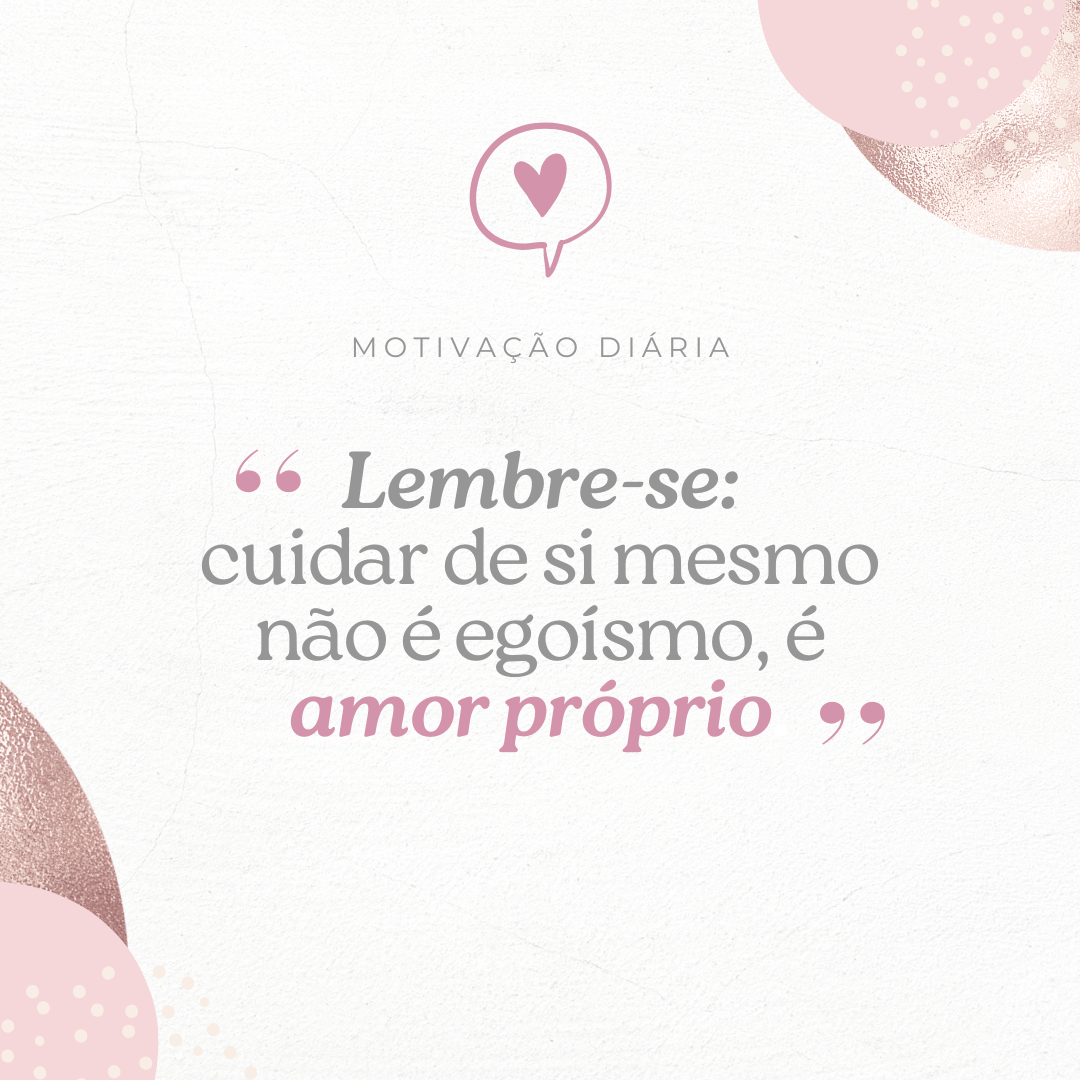 MOTIVAÇÃO DIÁRIA
“ Lembre-se:
cuidar de si mesmo
não é egoísmo, é
amor próprio ”